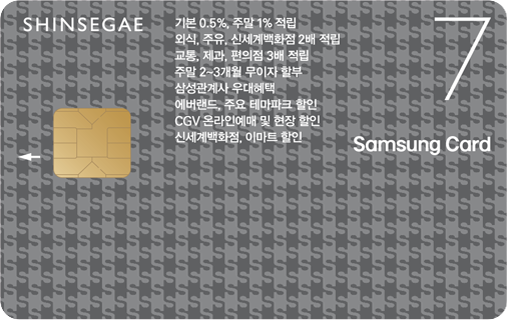 SHINSEGAE
기본 0.5%, 주말 1% 적립
외식, 주유, 신세계백화점 2배 적립
교통, 제과, 편의점 3배 적립
주말 2~3개월 무이자 할부
삼성관계사 우대혜택
에버랜드, 주요 테마파크 할인
CGV 온라인예매 및 현장 할인
신세계백화점, 이마트 할인
7
Samsung Card